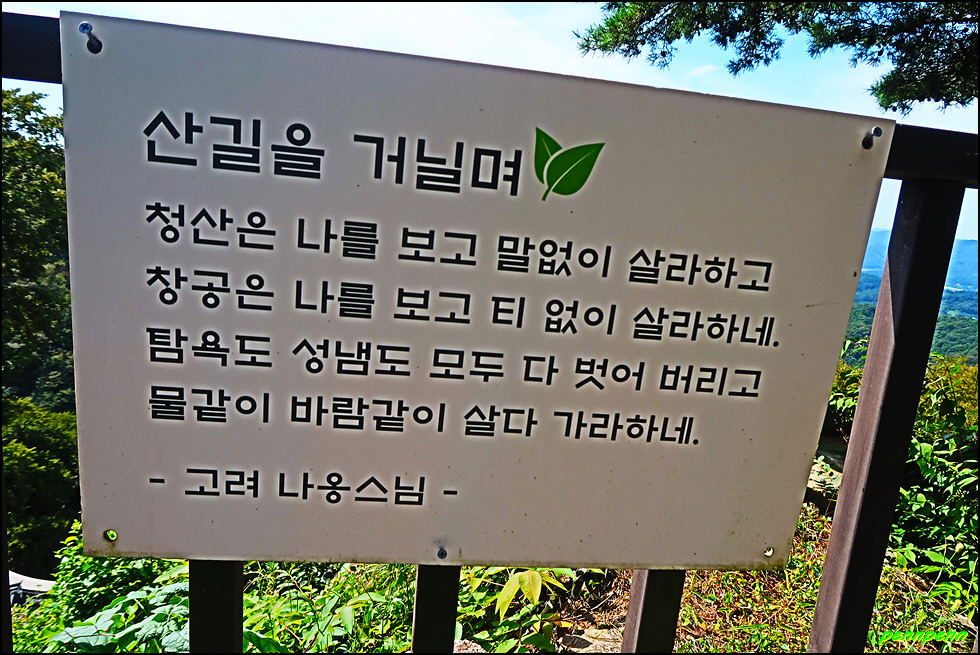 산길을 거닐며
청산은 나를 보고 말없이 살라하고
창공은 나를 보고 티 없이 살라하네.
탐욕도 성냄도 모두 다 벗어 버리고
물같이 바람같이 살다 가라하네.
- 고려 나옹스님 -
pennpenn